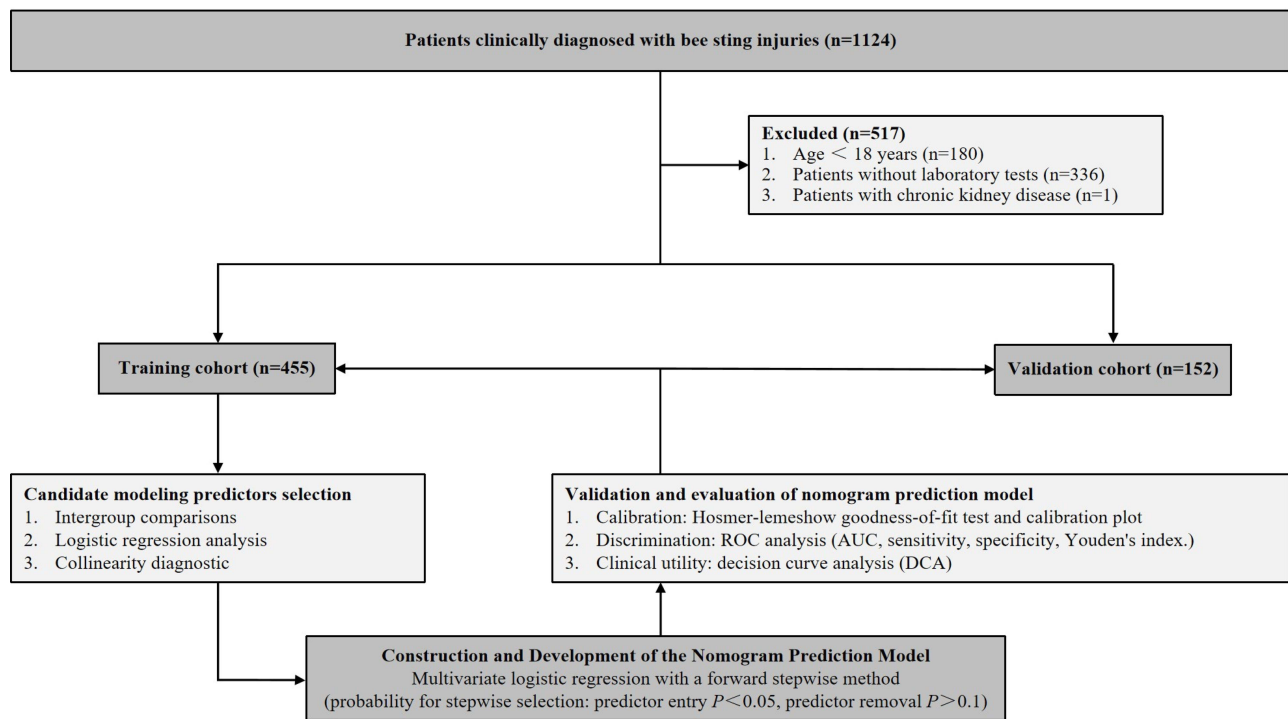 Patients clinically diagnosed with bee sting injuries (n=1124)
Excluded (n=517)
1. Age < 18 years (n=180)
2. Patients without laboratory tests (n=336)
3. Patients with chronic kidney disease (n=1)
Training cohort (n=455)
Validation cohort (n=152)
Candidate modeling predictors selection
1. Intergroup comparisons
2. Logistic regression analysis
3. Collinearity diagnostic
Validation and evaluation of nomogram prediction model
1. Calibration: Hosmer-lemeshow goodness-of-fit test and calibration plot
2. Discrimination: ROC analysis (AUC, sensitivity, specificity, Youden's index.)
3. Clinical utility: decision curve analysis (DCA)
Construction and Development of the Nomogram Prediction Model
Multivariate logistic regression with a forward stepwise method
(probability for stepwise selection: predictor entry P<0.05, predictor removal P>0.1)